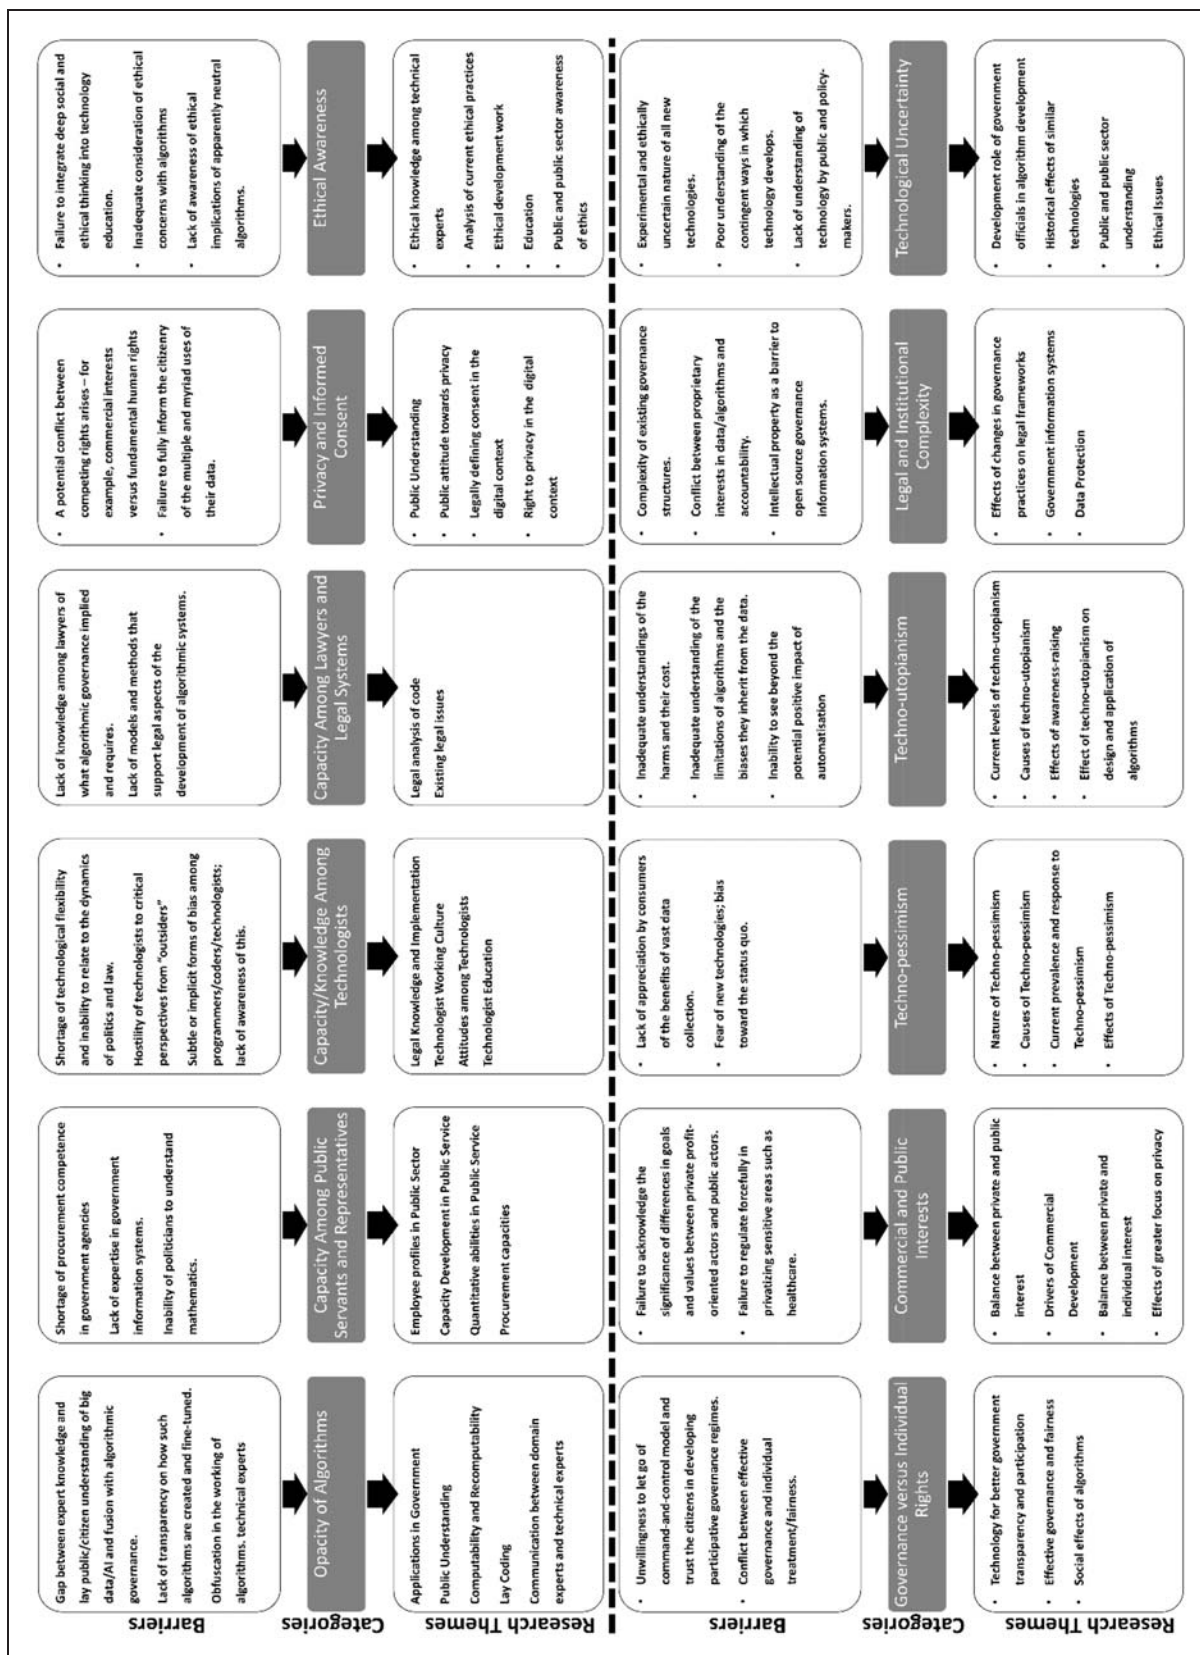 Barriers
Gap between expert knowledge and
lay public/citizen understanding of big
data/AI and fusion with algorithmic
governance.
Lack of transparency on how such
algorithms are created and fine-tuned.
Obfuscation in the working of
algorithms. technical experts
Shortage of procurement competence
in government agencies
Lack of expertise in government
information systems.
Inability of politicians to understand
mathematics.
Shortage of technological flexibility
and inability to relate to the dynamics
of politics and law.
Hostility of technologists to critical
perspectives from "outsiders"
Subtle or implicit forms of bias among
programmers/coders/technologists;
lack of awareness of this.
Lack of knowledge among lawyers of
what algorithmic governance implied
and requires.
Lack of models and methods that
support legal aspects of the
development of algorithmic systems.
• A potential conflict between
competing rights arises – for
example, commercial interests
versus fundamental human rights
• Failure to fully inform the citizenry
of the multiple and myriad uses of
their data.
• Failure to integrate deep social and
ethical thinking into technology
education.
• Inadequate consideration of ethical
concerns with algorithms
• Lack of awareness of ethical
implications of apparently neutral
algorithms.
Categories
Opacity of Algorithms
Capacity Among Public
Servants and Representatives
Capacity/Knowledge Among
Technologists
Capacity Among Lawyers and
Legal Systems
Privacy and Informed
Consent
Ethical Awareness
Research Themes
Applications in Government
Public Understanding
Computability and Recomputability
Lay Coding
Communication between domain
experts and technical experts
Employee profiles in Public Sector
Capacity Development in Public Service
Quantitative abilities in Public Service
Procurement capacities
Legal Knowledge and Implementation
Technologist Working Culture
Attitudes among Technologists
Technologist Education
Legal analysis of code
Existing legal issues
• Public Understanding
• Public attitude towards privacy
• Legally defining consent in the
digital context
• Right to privacy in the digital
context
• Ethical knowledge among technical
experts
• Analysis of current ethical practices
• Ethical development work
• Education
• Public and public sector awareness
of ethics
Barriers
• Unwillingness to let go of
command-and-control model and
trust the citizens in developing
participative governance regimes.
• Conflict between effective
governance and individual
treatment/fairness.
• Failure to acknowledge the
significance of differences in goals
and values between private profit-
oriented actors and public actors.
• Failure to regulate forcefully in
privatizing sensitive areas such as
healthcare.
• Lack of appreciation by consumers
of the benefits of vast data
collection.
• Fear of new technologies; bias
toward the status quo.
• Inadequate understandings of the
harms and their cost.
• Inadequate understanding of the
limitations of algorithms and the
biases they inherit from the data.
• Inability to see beyond the
potential positive impact of
automatisation
• Complexity of existing governance
structures.
• Conflict between proprietary
interests in data/algorithms and
accountability.
• Intellectual property as a barrier to
open source governance
information systems.
• Experimental and ethically
uncertain nature of all new
technologies.
• Poor understanding of the
contingent ways in which
technology develops.
• Lack of understanding of
technology by public and policy-
makers.
Categories
Governance versus Individual
Rights
Commercial and Public
Interests
Techno-pessimism
Techno-utopianism
Legal and Institutional
Complexity
Technological Uncertainty
Research Themes
• Technology for better government
transparency and participation
• Effective governance and fairness
• Social effects of algorithms
• Balance between private and public
interest
• Drivers of Commercial
Development
• Balance between private and
individual interest
• Effects of greater focus on privacy
• Nature of Techno-pessimism
• Causes of Techno-pessimism
• Current prevalence and response to
Techno-pessimism
• Effects of Techno-pessimism
• Current levels of techno-utopianism
• Causes of techno-utopianism
• Effects of awareness-raising
• Effect of techno-utopianism on
design and application of
algorithms
• Effects of changes in governance
practices on legal frameworks
• Government information systems
• Data Protection
• Development role of government
officials in algorithm development
• Historical effects of similar
technologies
• Public and public sector
understanding
• Ethical Issues